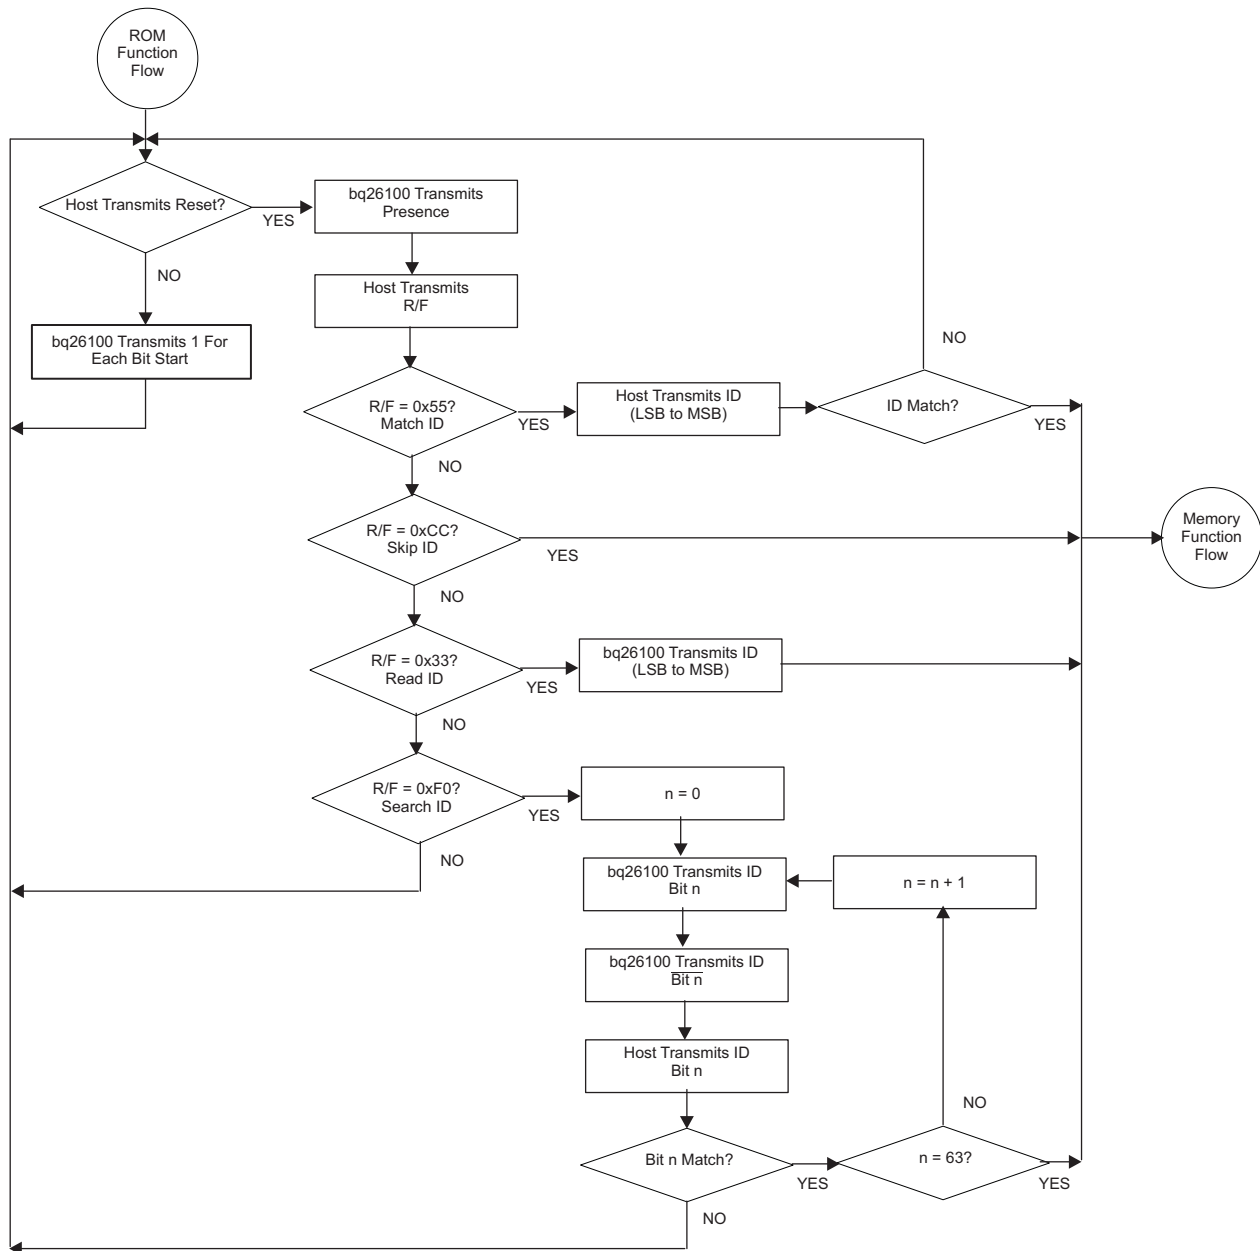 ROM
Function
Flow
Host Transmits Reset?
YES
bq26100 Transmits
Presence
NO
Host Transmits
R/F
bq26100 Transmits 1 For
Each Bit Start
R/F = 0x55?
Match ID
YES
Host Transmits ID
(LSB to MSB)
NO
ID Match?
YES
NO
R/F = 0xCC?
Skip ID
YES
Memory
Function
Flow
NO
R/F = 0x33?
Read ID
YES
bq26100 Transmits ID
(LSB to MSB)
NO
R/F = 0xF0?
Search ID
YES
n = 0
NO
bq26100 Transmits ID
Bit n
n = n + 1
bq26100 Transmits ID
B̅i̅t̅ ̅n̅
Host Transmits ID
Bit n
NO
Bit n Match?
YES
n = 63?
YES
NO